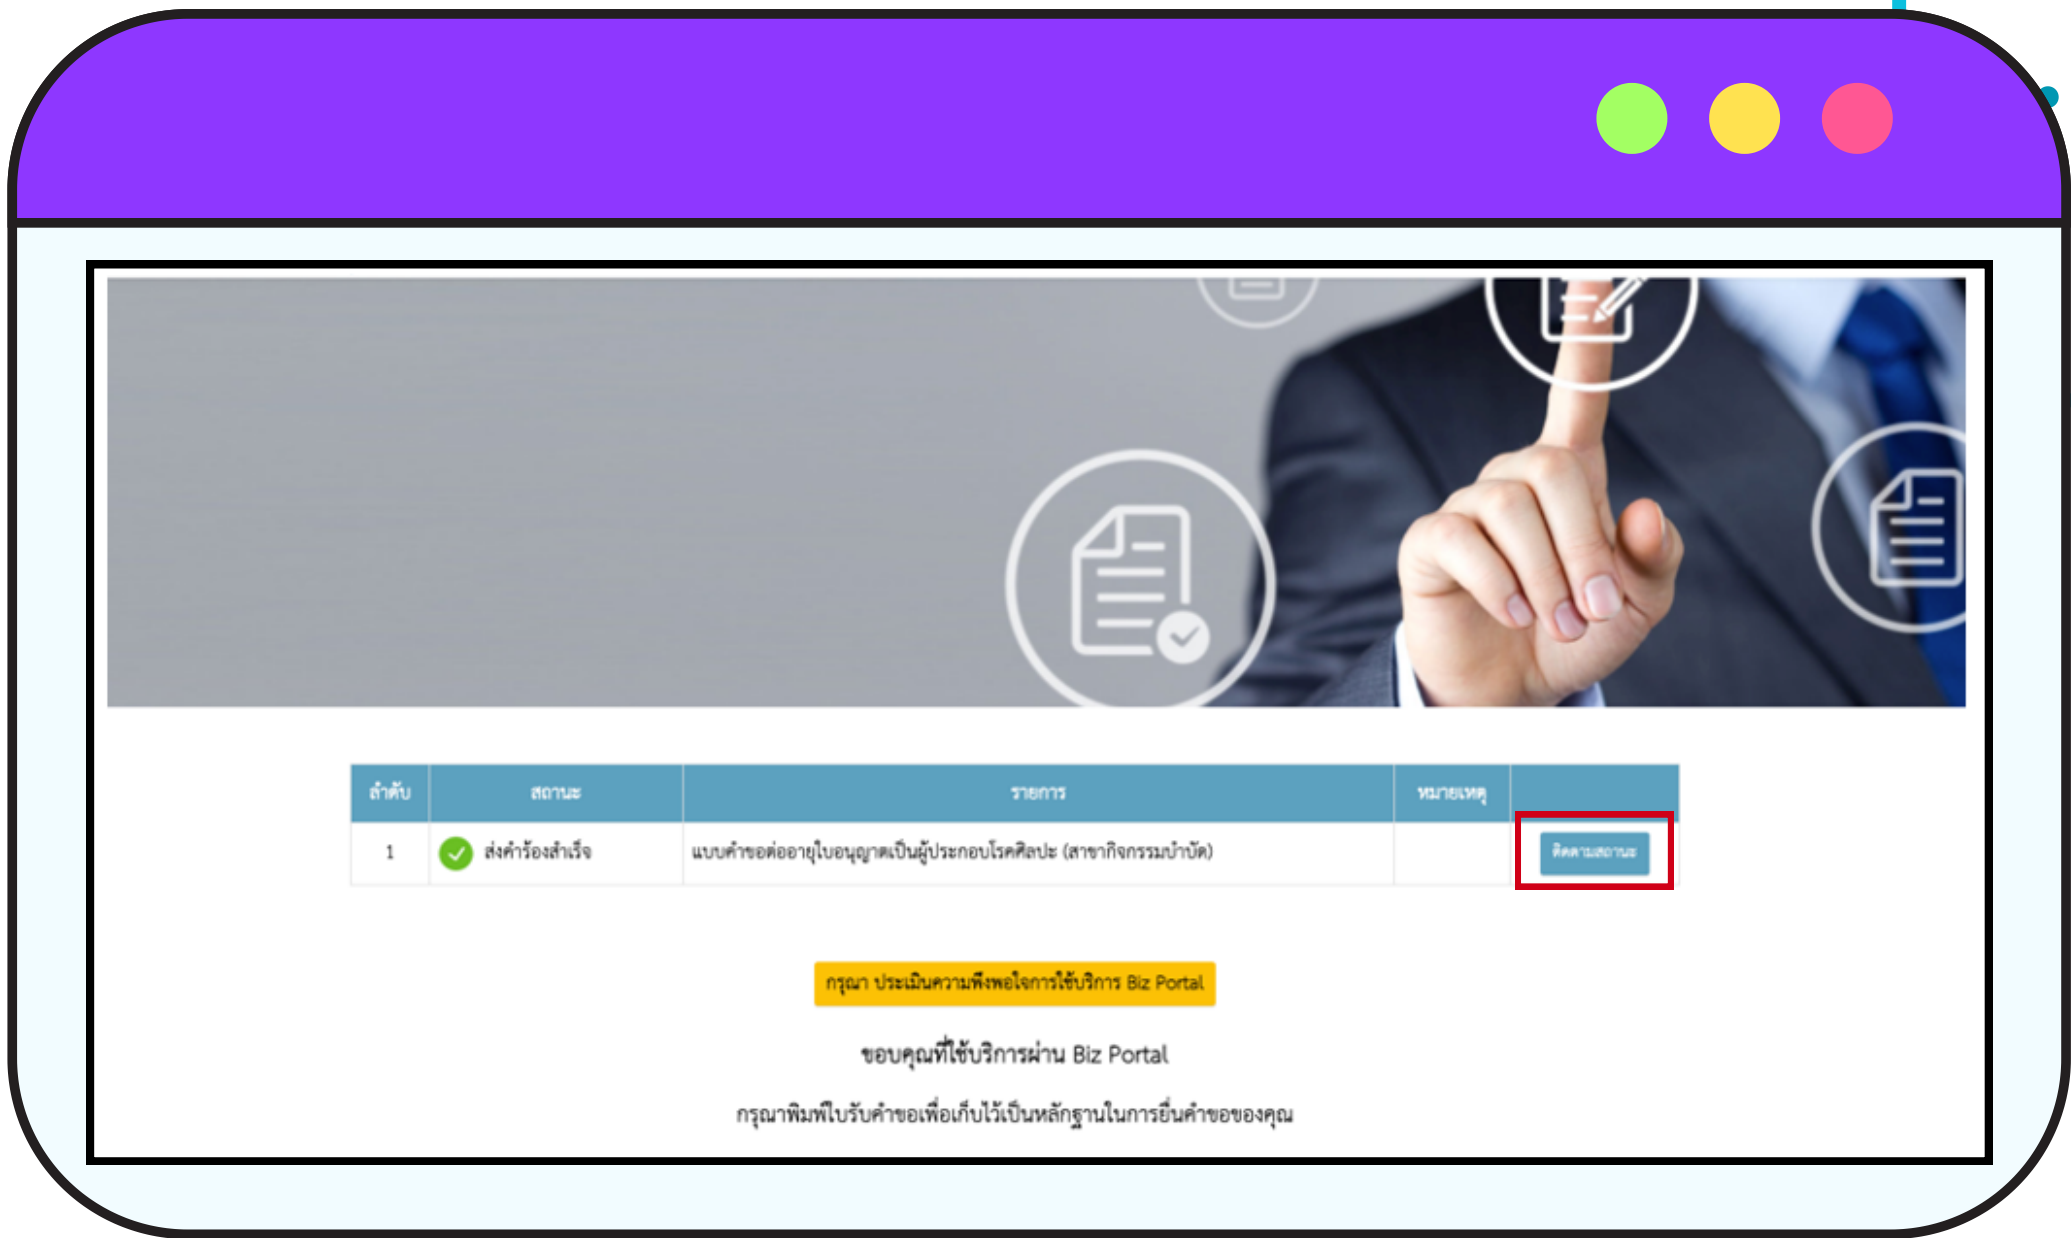 ลำดับ สถานะ รายการ หมายเหตุ
1 ส่งคำร้องสำเร็จ แบบคำขอต่ออายุใบอนุญาตเป็นผู้ประกอบโรคศิลปะ (สาขากิจกรรมบำบัด) ติดตามสถานะ
กรุณา ประเมินความพึงพอใจการใช้บริการ Biz Portal
ขอบคุณที่ใช้บริการผ่าน Biz Portal
กรุณาพิมพ์ใบรับคำขอเพื่อเก็บไว้เป็นหลักฐานในการยื่นคำขอของคุณ